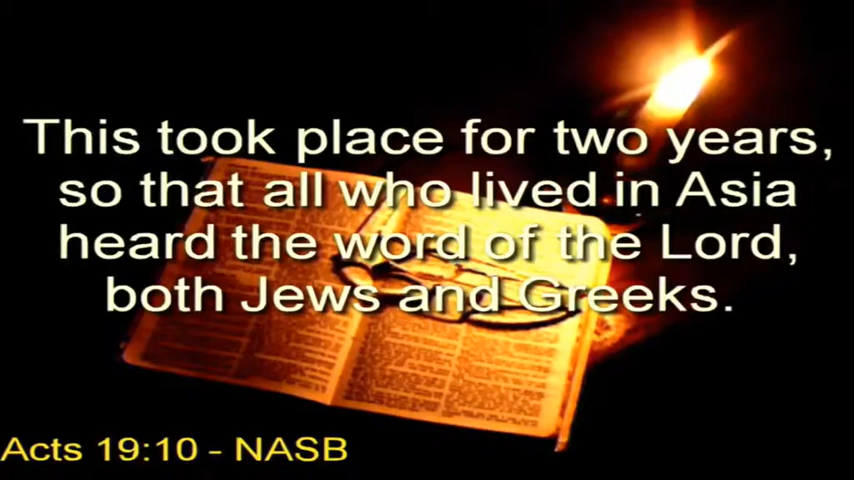 This took place for two years,
so that all who lived in Asia
heard the word of the Lord,
both Jews and Greeks.
Acts 19:10 - NASB